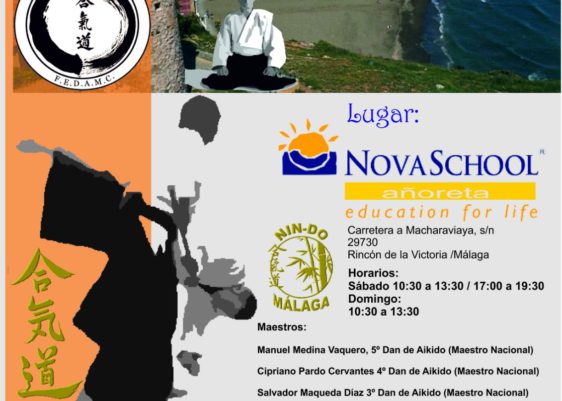 合氣道
F.E.D.A.M.C.
Lugar:
NOVASCHOOL
añoreta
education for life
NIN-DO
MÁLAGA
Carretera a Macharaviaya, s/n
29730
Rincón de la Victoria /Málaga
Horarios:
Sábado 10:30 a 13:30 / 17:00 a 19:30
Domingo:
10:30 a 13:30
合氣道
Maestros:
Manuel Medina Vaquero, 5º Dan de Aikido (Maestro Nacional)
Cipriano Pardo Cervantes 4º Dan de Aikido (Maestro Nacional)
Salvador Maqueda Díaz 3º Dan de Aikido (Maestro Nacional)